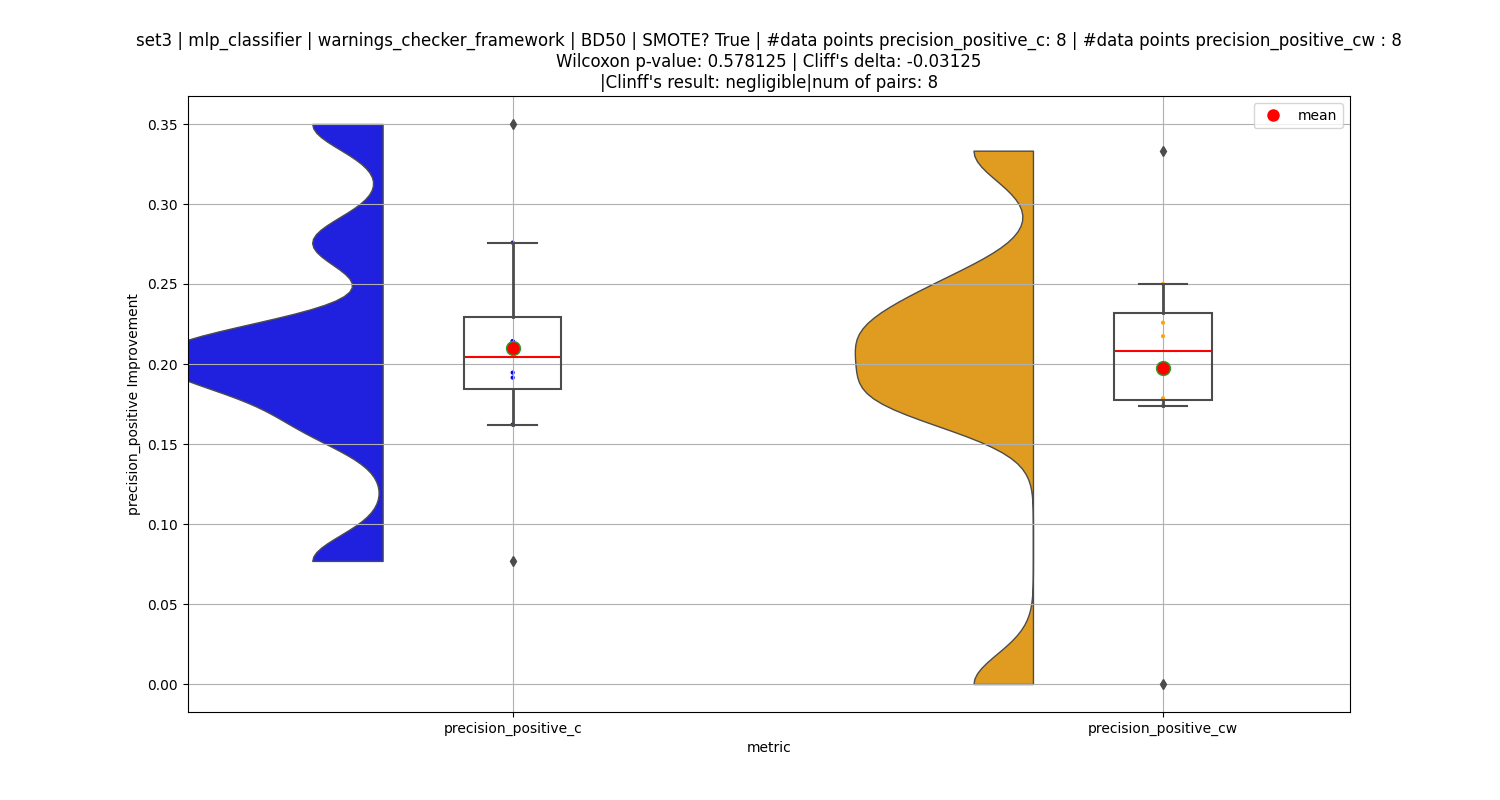 set3 | mlp_classifier | warnings_checker_framework | BD50 | SMOTE? True | #data points precision_positive_c: 8 | #data points precision_positive_cw : 8
Wilcoxon p-value: 0.578125 | Cliff's delta: -0.03125
|Clinff's result: negligible|num of pairs: 8
mean
0.35
0.30
0.25
0.20
0.15
0.10
0.05
0.00
precision_positive Improvement
precision_positive_c
precision_positive_cw
metric